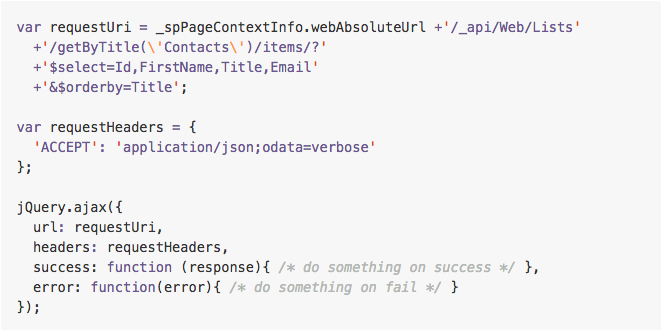 var requestUri = _spPageContextInfo.webAbsoluteUrl +'/_api/Web/Lists'
  +'/getByTitle(\'Contacts\')/items/?'
  +'$select=Id,FirstName,Title,Email'
  +'&$orderby=Title';

var requestHeaders = {
  'ACCEPT': 'application/json;odata=verbose'
};

jQuery.ajax({
  url: requestUri,
  headers: requestHeaders,
  success: function (response){ /* do something on success */ },
  error: function(error){ /* do something on fail */ }
});